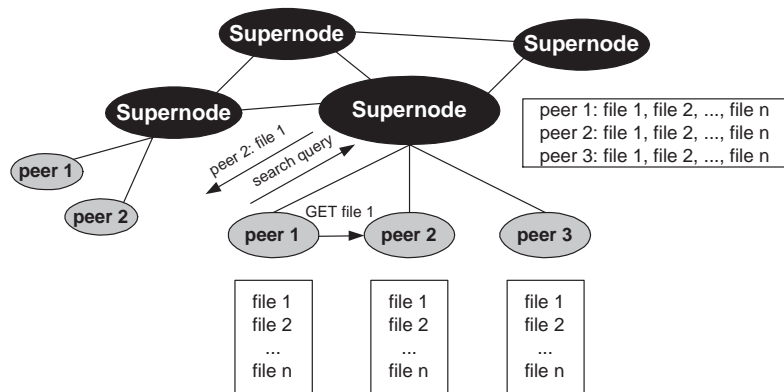 Supernode
Supernode
Supernode
Supernode
peer 1: file 1, file 2, ..., file n
peer 2: file 1, file 2, ..., file n
peer 3: file 1, file 2, ..., file n
peer 2: file 1
search query
peer 1
peer 2
GET file 1
peer 1
peer 2
peer 3
file 1
file 2
...
file n
file 1
file 2
...
file n
file 1
file 2
...
file n